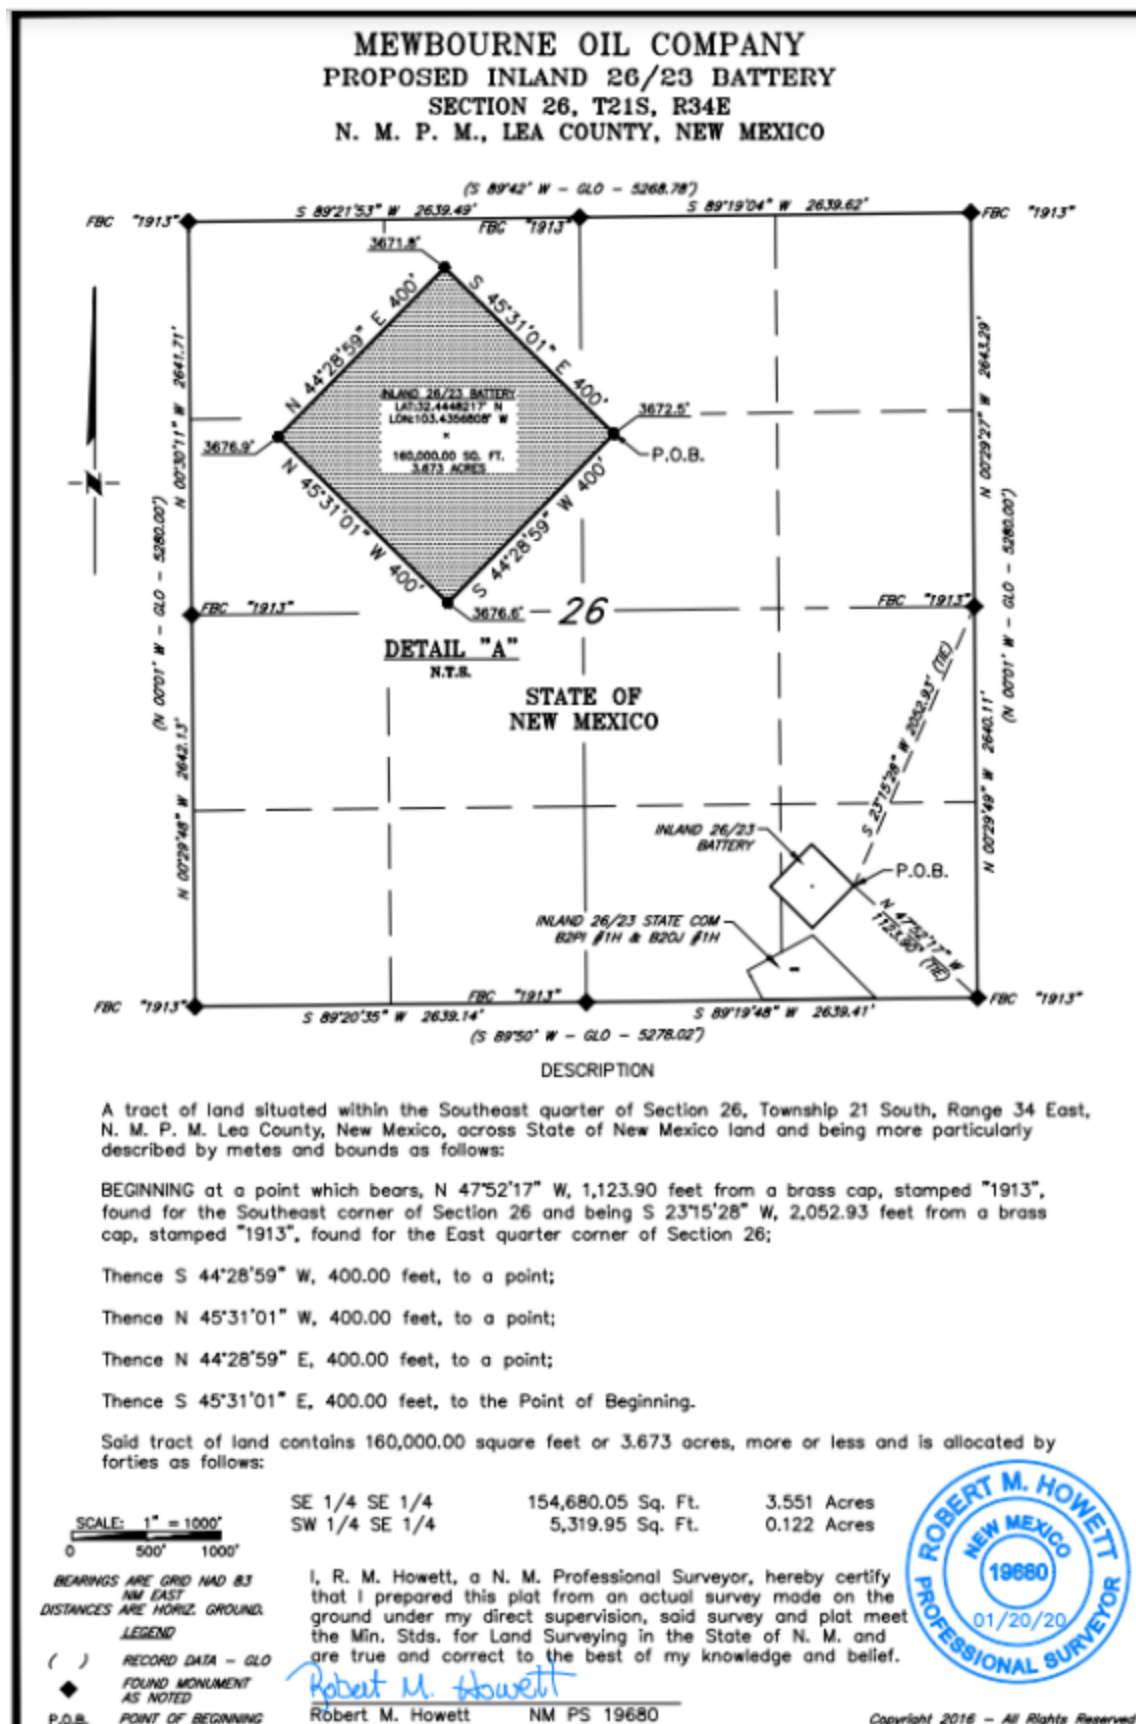 MEWBOURNE OIL COMPANY
PROPOSED INLAND 26/23 BATTERY
SECTION 26, T21S, R34E
N. M. P. M., LEA COUNTY, NEW MEXICO
(S 89°42' W - GLO - 5268.78')
S 89°21'53" W 2639.49'
S 89°19'04" W 2639.62'
FBC "1913"
FBC "1913"
FBC "1913"
3671.8'
N 44°28'59" E 400'
S 45°31'01" E 400'
N 00°30'11" W 2641.71'
N 00°29'27" W 2643.29'
INLAND 26/23 BATTERY
LAT:32.4448217° N
LON:103.4356808° W
160,000.00 SQ. FT.
3.673 ACRES
3672.5'
3676.9'
P.O.B.
N
N 45°31'01" W 400'
S 44°28'59" W 400'
(N 00°01' W - GLO - 5280.00')
(N 00°01' W - GLO - 5280.00')
FBC "1913"
3676.6'
26
FBC "1913"
DETAIL "A"
N.T.S.
STATE OF
NEW MEXICO
S 23°15'28" W 2052.93' (TIE)
N 00°29'48" W 2642.13'
N 00°29'49" W 2640.11'
INLAND 26/23
BATTERY
P.O.B.
INLAND 26/23 STATE COM
B2PI #1H & B2OJ #1H
N 47°52'17" W
1123.90' (TIE)
FBC "1913"
FBC "1913"
FBC "1913"
S 89°20'35" W 2639.14'
S 89°19'48" W 2639.41'
(S 89°50' W - GLO - 5278.02')
DESCRIPTION
A tract of land situated within the Southeast quarter of Section 26, Township 21 South, Range 34 East,
N. M. P. M. Lea County, New Mexico, across State of New Mexico land and being more particularly
described by metes and bounds as follows:
BEGINNING at a point which bears, N 47°52'17" W, 1,123.90 feet from a brass cap, stamped "1913",
found for the Southeast corner of Section 26 and being S 23°15'28" W, 2,052.93 feet from a brass
cap, stamped "1913", found for the East quarter corner of Section 26;
Thence S 44°28'59" W, 400.00 feet, to a point;
Thence N 45°31'01" W, 400.00 feet, to a point;
Thence N 44°28'59" E, 400.00 feet, to a point;
Thence S 45°31'01" E, 400.00 feet, to the Point of Beginning.
Said tract of land contains 160,000.00 square feet or 3.673 acres, more or less and is allocated by
forties as follows:
SE 1/4 SE 1/4 154,680.05 Sq. Ft. 3.551 Acres
SW 1/4 SE 1/4 5,319.95 Sq. Ft. 0.122 Acres
SCALE: 1" = 1000'
0 500' 1000'
BEARINGS ARE GRID NAD 83
NM EAST
DISTANCES ARE HORIZ. GROUND.
LEGEND
( ) RECORD DATA - GLO
FOUND MONUMENT
AS NOTED
P.O.B. POINT OF BEGINNING
I, R. M. Howett, a N. M. Professional Surveyor, hereby certify
that I prepared this plat from an actual survey made on the
ground under my direct supervision, said survey and plat meet
the Min. Stds. for Land Surveying in the State of N. M. and
are true and correct to the best of my knowledge and belief.
Robert M. Howett
Robert M. Howett NM PS 19680
ROBERT M. HOWETT
NEW MEXICO
19680
01/20/20
PROFESSIONAL SURVEYOR
Copyright 2016 - All Rights Reserved